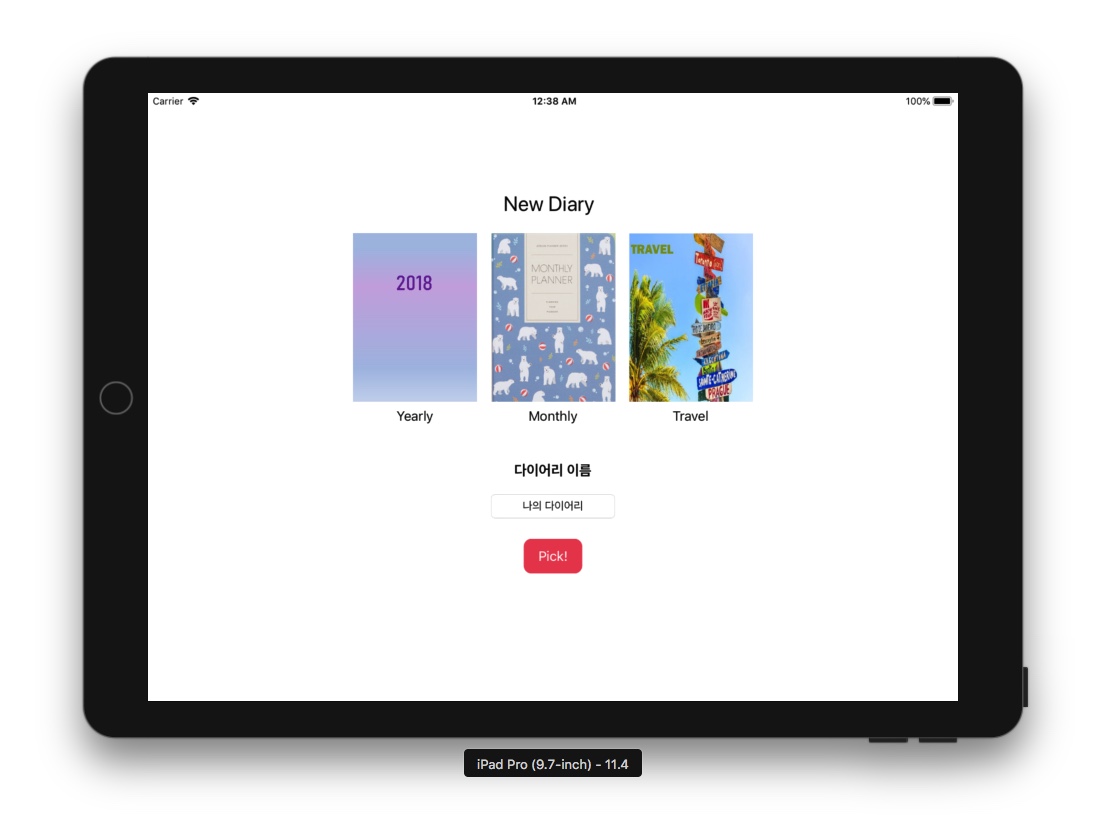 Carrier 12:38 AM 100%
New Diary
2018
MONTHLY
PLANNER
TRAVEL
PRAGUE
Yearly Monthly Travel
다이어리 이름
나의 다이어리
Pick!
iPad Pro (9.7-inch) - 11.4